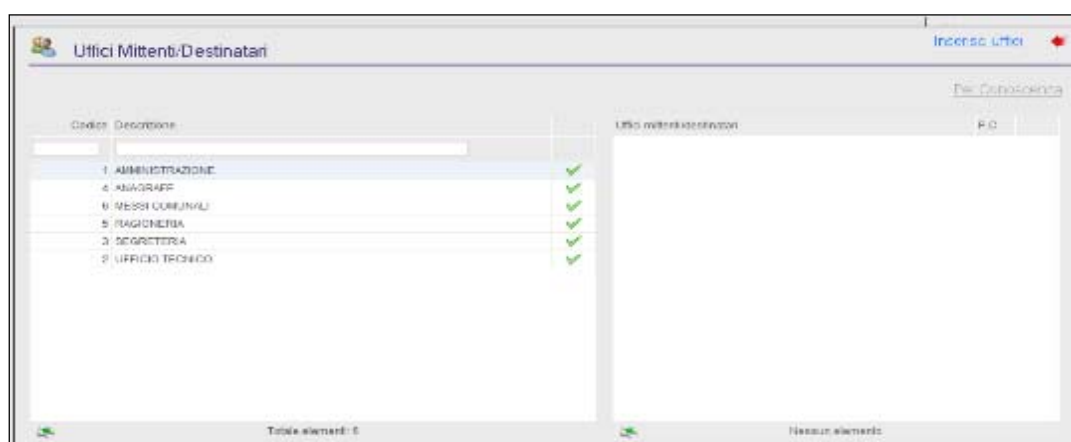 Uffici Mittenti/Destinatari
uffici
Per Conoscenza
Codice Descrizione
Uffici mittenti/destinatari P.C.
1 AMMINISTRAZIONE
4 ANAGRAFE
6 MESSI COMUNALI
5 RAGIONERIA
3 SEGRETERIA
2 UFFICIO TECNICO
Totale elementi: 6
Nessun elemento